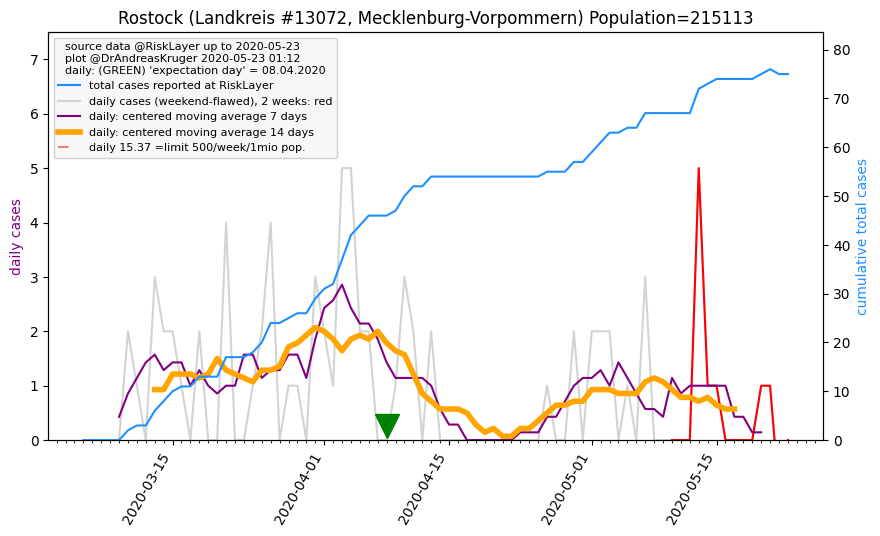 Rostock (Landkreis #13072, Mecklenburg-Vorpommern) Population=215113
source data @RiskLayer up to 2020-05-23
plot @DrAndreasKruger 2020-05-23 01:12
daily: (GREEN) 'expectation day' = 08.04.2020
total cases reported at RiskLayer
daily cases (weekend-flawed), 2 weeks: red
daily: centered moving average 7 days
daily: centered moving average 14 days
daily 15.37 =limit 500/week/1mio pop.
daily cases
7
6
5
4
3
2
1
0
cumulative total cases
80
70
60
50
40
30
20
10
0
2020-03-15
2020-04-01
2020-04-15
2020-05-01
2020-05-15